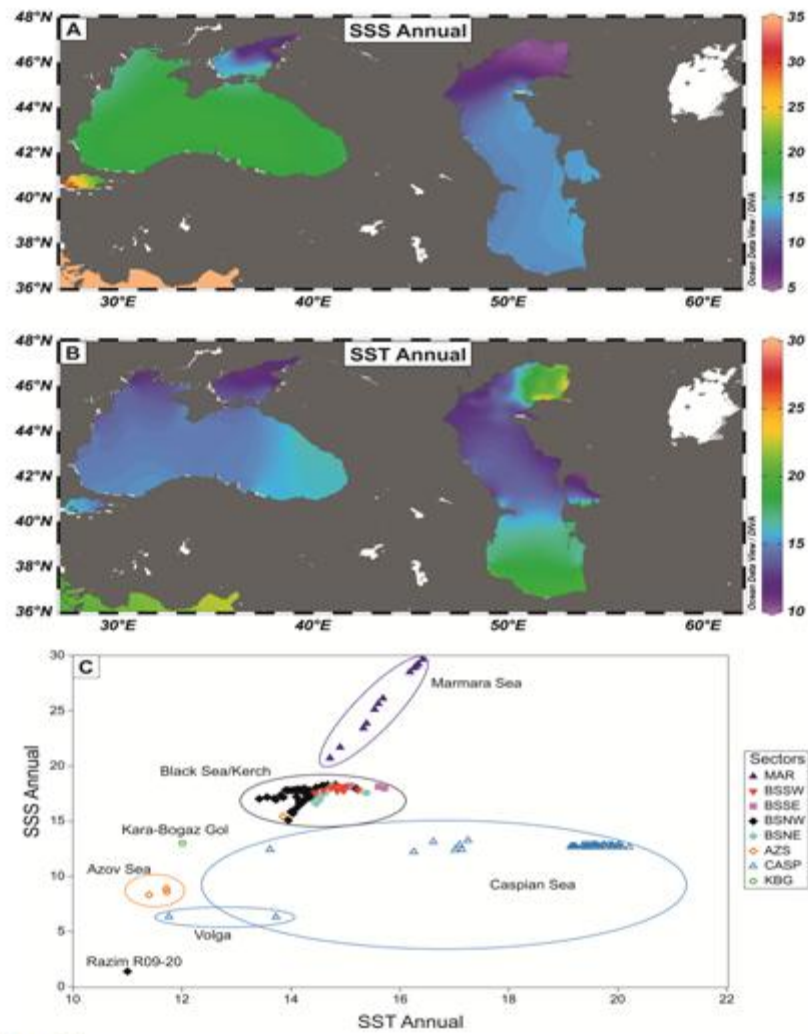 A
SSS Annual
48°N
46°N
44°N
42°N
40°N
38°N
36°N
30°E
40°E
50°E
60°E
35
30
25
20
15
10
5
Ocean Data View / DIVA
B
SST Annual
48°N
46°N
44°N
42°N
40°N
38°N
36°N
30°E
40°E
50°E
60°E
30
25
20
15
10
Ocean Data View / DIVA
C
SSS Annual
30
25
20
15
10
5
0
Marmara Sea
Black Sea/Kerch
Kara-Bogaz Gol
Azov Sea
Caspian Sea
Volga
Razim R09-20
10
12
14
16
18
20
22
SST Annual
Sectors
MAR
BSSW
BSSE
BSNW
BSNE
AZS
CASP
KBG